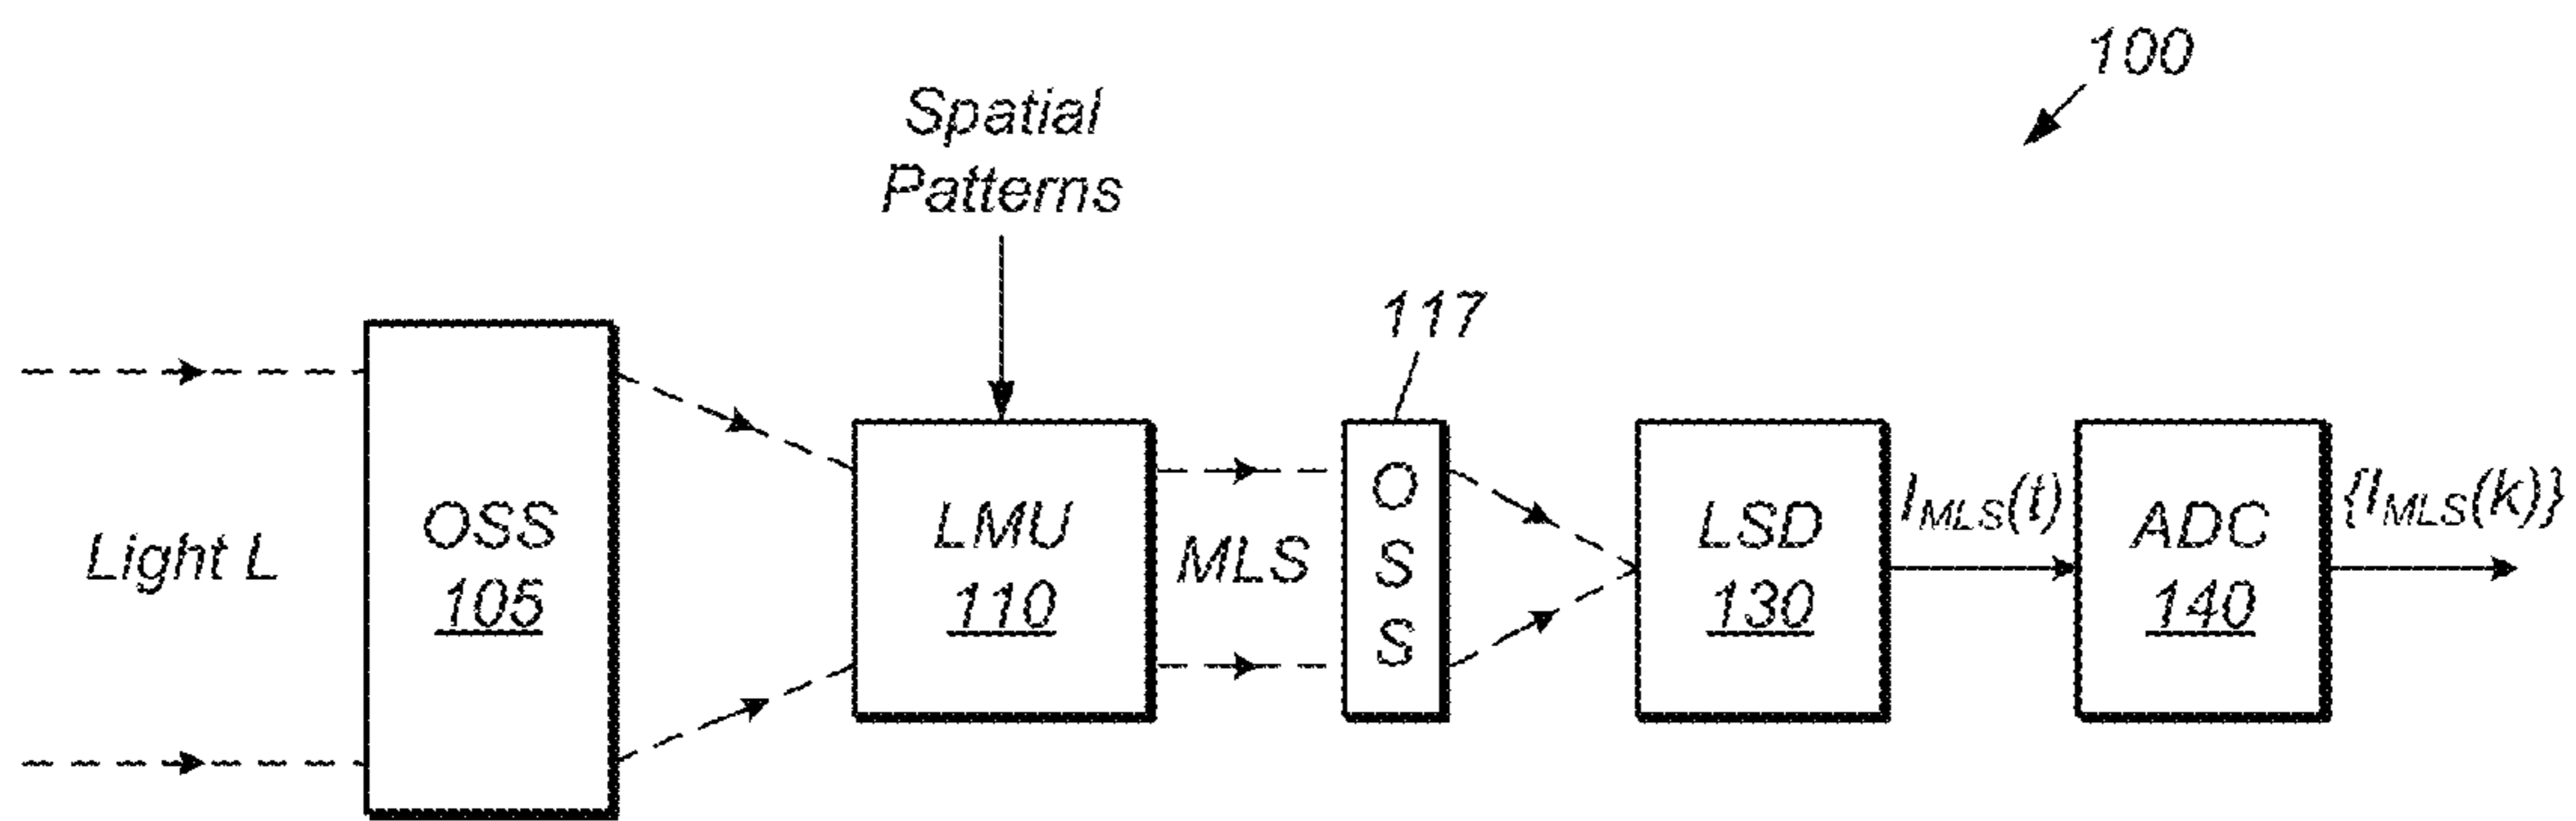 100
Spatial
Patterns
117
Light L
OSS
105
LMU
110
MLS
O
S
S
LSD
130
I_MLS(t)
ADC
140
{I_MLS(k)}